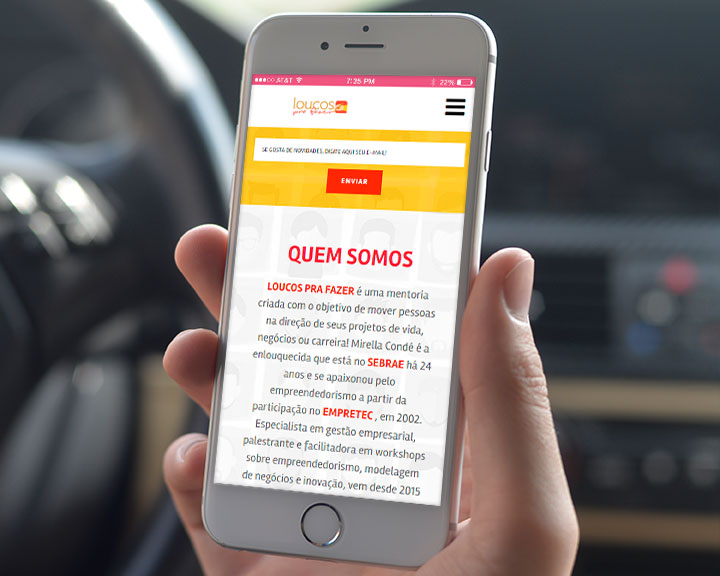 AT&T 7:35 PM 22%
loucos
pra fazer
SE GOSTA DE NOVIDADES, DIGITE AQUI SEU E-MAIL!
ENVIAR
QUEM SOMOS
LOUCOS PRA FAZER é uma mentoria
criada com o objetivo de mover pessoas
na direção de seus projetos de vida,
negócios ou carreira! Mirella Condé é a
enlouquecida que está no SEBRAE há 24
anos e se apaixonou pelo
empreendedorismo a partir da
participação no EMPRETEC , em 2002.
Especialista em gestão empresarial,
palestrante e facilitadora em workshops
sobre empreendedorismo, modelagem
de negócios e inovação, vem desde 2015